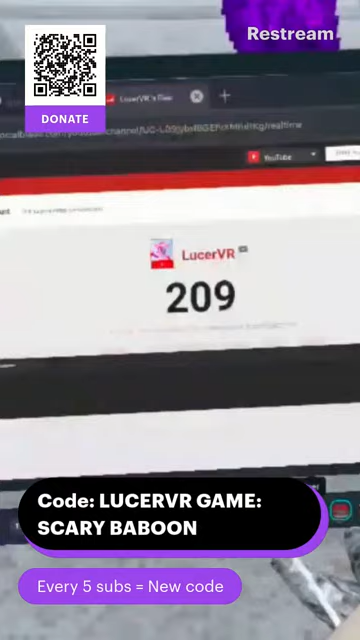 Restream
DONATE
LucerVR's
YouTube
LucerVR
209
Code: LUCERVR GAME:
SCARY BABOON
Every 5 subs = New code